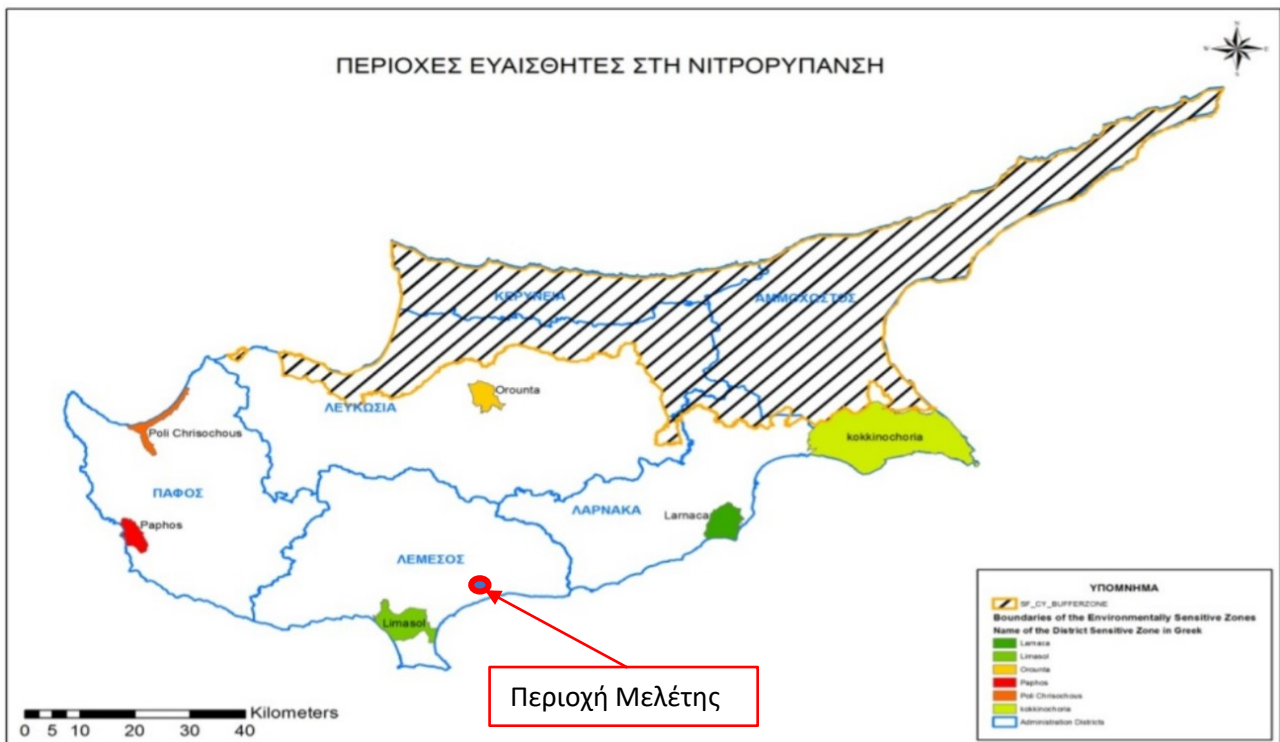 ΠΕΡΙΟΧΕΣ ΕΥΑΙΣΘΗΤΕΣ ΣΤΗ ΝΙΤΡΟΡΥΠΑΝΣΗ
ΚΕΡΥΝΕΙΑ
ΑΜΜΟΧΩΣΤΟΣ
Orounta
ΛΕΥΚΩΣΙΑ
Poli Chrisochous
kokkinochoria
ΠΑΦΟΣ
ΛΑΡΝΑΚΑ
Larnaca
Paphos
ΛΕΜΕΣΟΣ
Limasol
Περιοχή Μελέτης
ΥΠΟΜΝΗΜΑ
SF_CY_BUFFERZONE
Boundaries of the Environmentally Sensitive Zones
Name of the District Sensitive Zone in Greek
Larnaca
Limasol
Orounta
Paphos
Poli Chrisochous
kokkinochoria
Administration Districts
Kilometers
0 5 10 20 30 40